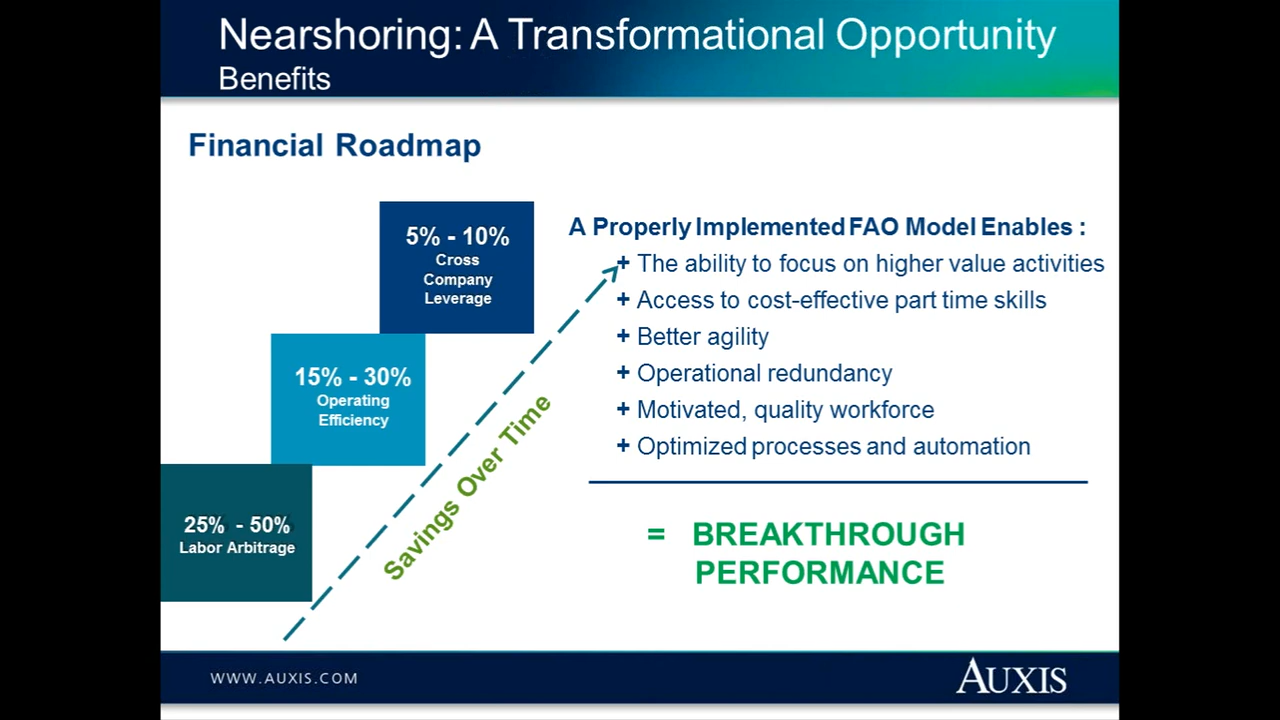 Nearshoring: A Transformational Opportunity
Benefits
Financial Roadmap
5% - 10%
Cross
Company
Leverage
15% - 30%
Operating
Efficiency
25% - 50%
Labor Arbitrage
Savings Over Time
A Properly Implemented FAO Model Enables :
+ The ability to focus on higher value activities
+ Access to cost-effective part time skills
+ Better agility
+ Operational redundancy
+ Motivated, quality workforce
+ Optimized processes and automation
= BREAKTHROUGH
PERFORMANCE
WWW.AUXIS.COM
AUXIS